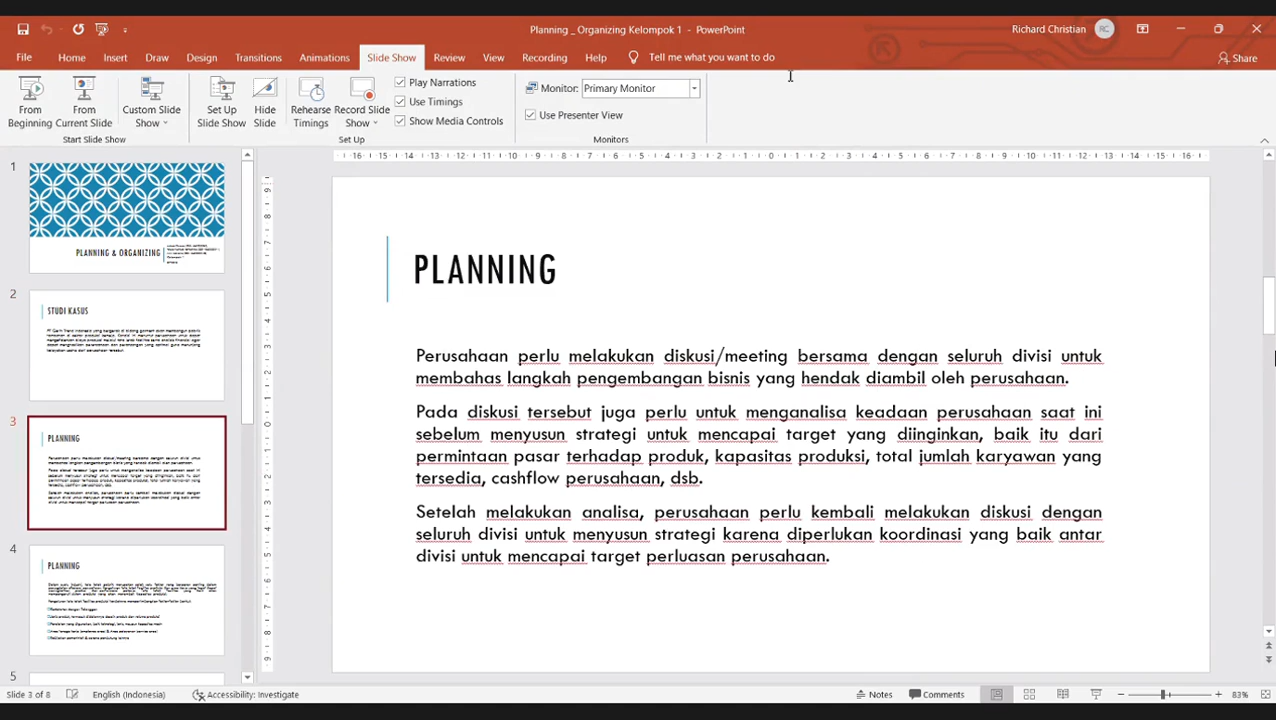 Planning _ Organizing Kelompok 1 - PowerPoint
Richard Christian RC
File Home Insert Draw Design Transitions Animations Slide Show Review View Recording Help Tell me what you want to do Share
From Beginning
From Current Slide
Custom Slide Show
Set Up Slide Show
Hide Slide
Rehearse Timings
Record Slide Show
Play Narrations
Use Timings
Show Media Controls
Monitor: Primary Monitor
Use Presenter View
Start Slide Show
Set Up
Monitors
1
PLANNING & ORGANIZING
2
STUDI KASUS
3
PLANNING
4
PLANNING
5
PLANNING
Perusahaan perlu melakukan diskusi/meeting bersama dengan seluruh divisi untuk
membahas langkah pengembangan bisnis yang hendak diambil oleh perusahaan.
Pada diskusi tersebut juga perlu untuk menganalisa keadaan perusahaan saat ini
sebelum menyusun strategi untuk mencapai target yang diinginkan, baik itu dari
permintaan pasar terhadap produk, kapasitas produksi, total jumlah karyawan yang
tersedia, cashflow perusahaan, dsb.
Setelah melakukan analisa, perusahaan perlu kembali melakukan diskusi dengan
seluruh divisi untuk menyusun strategi karena diperlukan koordinasi yang baik antar
divisi untuk mencapai target perluasan perusahaan.
Slide 3 of 8 English (Indonesia) Accessibility: Investigate Notes Comments 83%